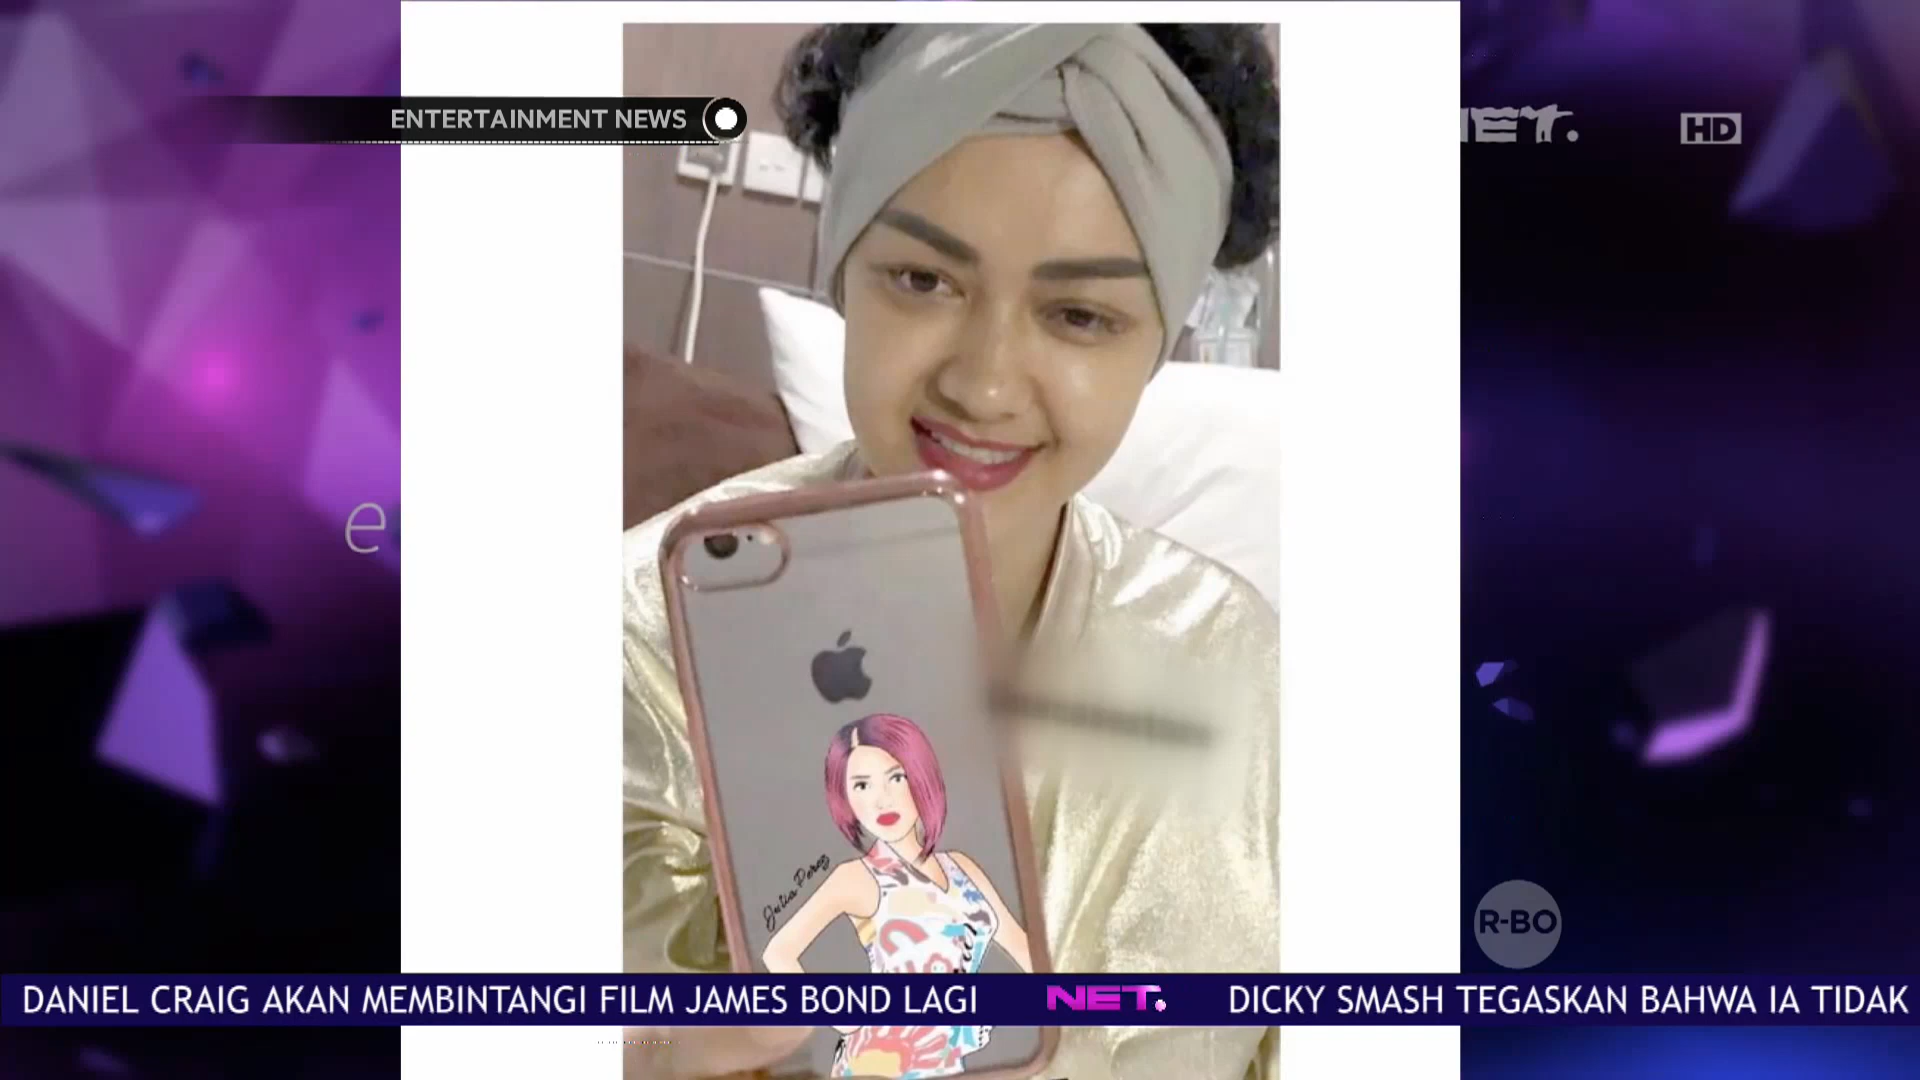 ENTERTAINMENT NEWS
NET.
HD
e
Julia Perez
R-BO
DANIEL CRAIG AKAN MEMBINTANGI FILM JAMES BOND LAGI NET. DICKY SMASH TEGASKAN BAHWA IA TIDAK